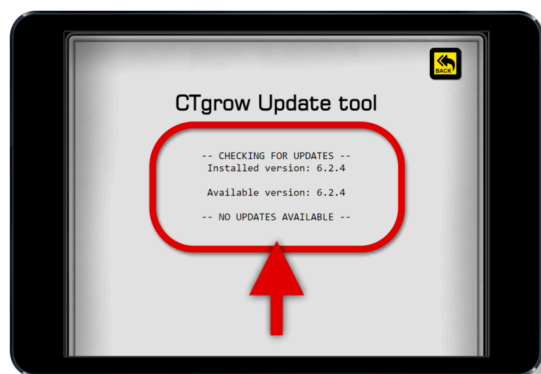 BACK
CTgrow Update tool
-- CHECKING FOR UPDATES --
Installed version: 6.2.4
Available version: 6.2.4
-- NO UPDATES AVAILABLE --